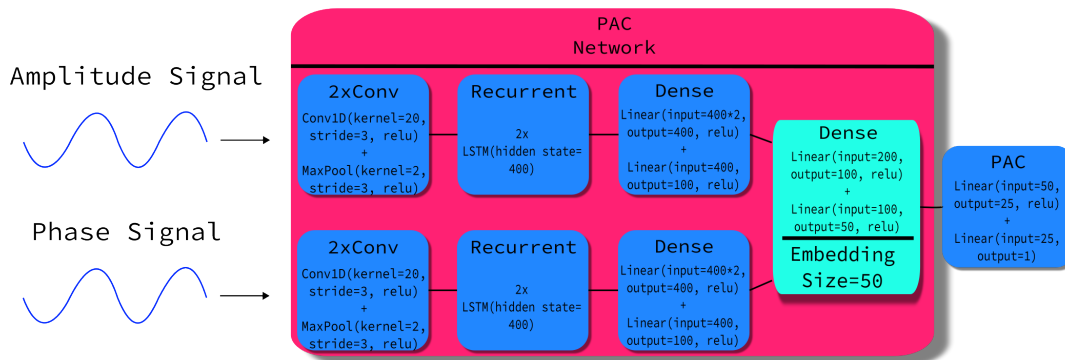 PAC
Network
Amplitude Signal
2xConv
Conv1D(kernel=20,
stride=3, relu)
+
MaxPool(kernel=2,
stride=3, relu)
Recurrent
2x
LSTM(hidden state=
400)
Dense
Linear(input=400*2,
output=400, relu)
+
Linear(input=400,
output=100, relu)
Phase Signal
2xConv
Conv1D(kernel=20,
stride=3, relu)
+
MaxPool(kernel=2,
stride=3, relu)
Recurrent
2x
LSTM(hidden state=
400)
Dense
Linear(input=400*2,
output=400, relu)
+
Linear(input=400,
output=100, relu)
Dense
Linear(input=200,
output=100, relu)
+
Linear(input=100,
output=50, relu)
Embedding
Size=50
PAC
Linear(input=50,
output=25, relu)
+
Linear(input=25,
output=1)